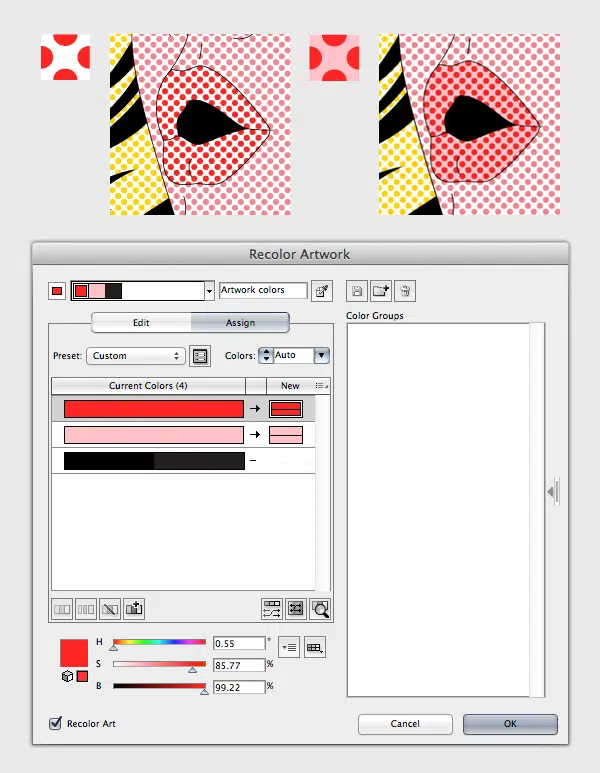 Recolor Artwork
Artwork colors
Edit Assign
Color Groups
Preset: Custom Colors: Auto
Current Colors (4) New
H 0.55 °
S 85.77 %
B 99.22 %
Recolor Art
Cancel OK